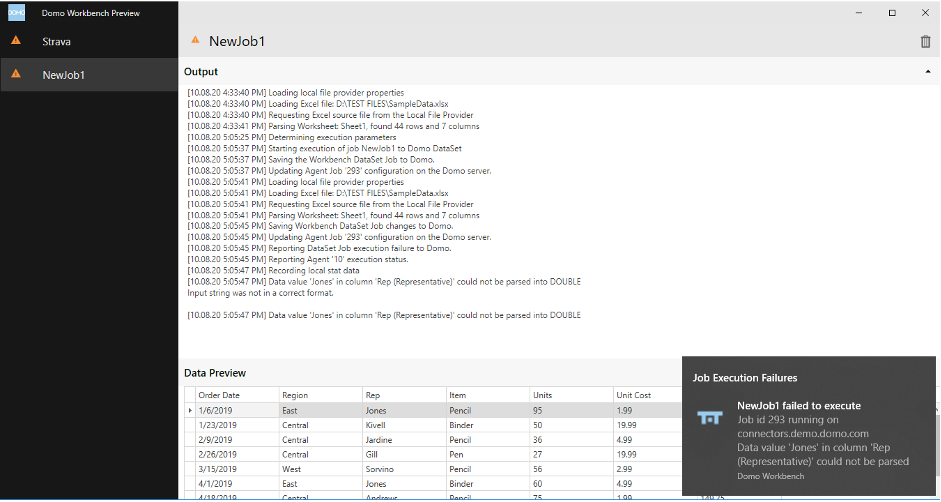 DOMO Domo Workbench Preview
Strava
NewJob1
NewJob1
Output
[10.08.20 4:33:40 PM] Loading local file provider properties
[10.08.20 4:33:40 PM] Loading Excel file: D:\TEST FILES\SampleData.xlsx
[10.08.20 4:33:40 PM] Requesting Excel source file from the Local File Provider
[10.08.20 4:33:41 PM] Parsing Worksheet: Sheet1, found 44 rows and 7 columns
[10.08.20 5:05:25 PM] Determining execution parameters
[10.08.20 5:05:37 PM] Starting execution of job NewJob1 to Domo DataSet
[10.08.20 5:05:37 PM] Saving the Workbench DataSet Job to Domo.
[10.08.20 5:05:37 PM] Updating Agent Job '293' configuration on the Domo server.
[10.08.20 5:05:41 PM] Loading local file provider properties
[10.08.20 5:05:41 PM] Loading Excel file: D:\TEST FILES\SampleData.xlsx
[10.08.20 5:05:41 PM] Requesting Excel source file from the Local File Provider
[10.08.20 5:05:41 PM] Parsing Worksheet: Sheet1, found 44 rows and 7 columns
[10.08.20 5:05:45 PM] Saving Workbench DataSet Job changes to Domo.
[10.08.20 5:05:45 PM] Updating Agent Job '293' configuration on the Domo server.
[10.08.20 5:05:45 PM] Reporting DataSet Job execution failure to Domo.
[10.08.20 5:05:45 PM] Reporting Agent '10' execution status.
[10.08.20 5:05:47 PM] Recording local stat data
[10.08.20 5:05:47 PM] Data value 'Jones' in column 'Rep (Representative)' could not be parsed into DOUBLE
Input string was not in a correct format.
[10.08.20 5:05:47 PM] Data value 'Jones' in column 'Rep (Representative)' could not be parsed into DOUBLE
Data Preview
Order Date Region Rep Item Units Unit Cost
1/6/2019 East Jones Pencil 95 1.99
1/23/2019 Central Kivell Binder 50 19.99
2/9/2019 Central Jardine Pencil 36 4.99
2/26/2019 Central Gill Pen 27 19.99
3/15/2019 West Sorvino Pencil 56 2.99
4/1/2019 East Jones Binder 60 4.99
4/18/2019 Central Andrews Pencil 75 1.99 149.25
Job Execution Failures
NewJob1 failed to execute
Job id 293 running on
connectors.demo.domo.com
Data value 'Jones' in column 'Rep
(Representative)' could not be parsed
Domo Workbench